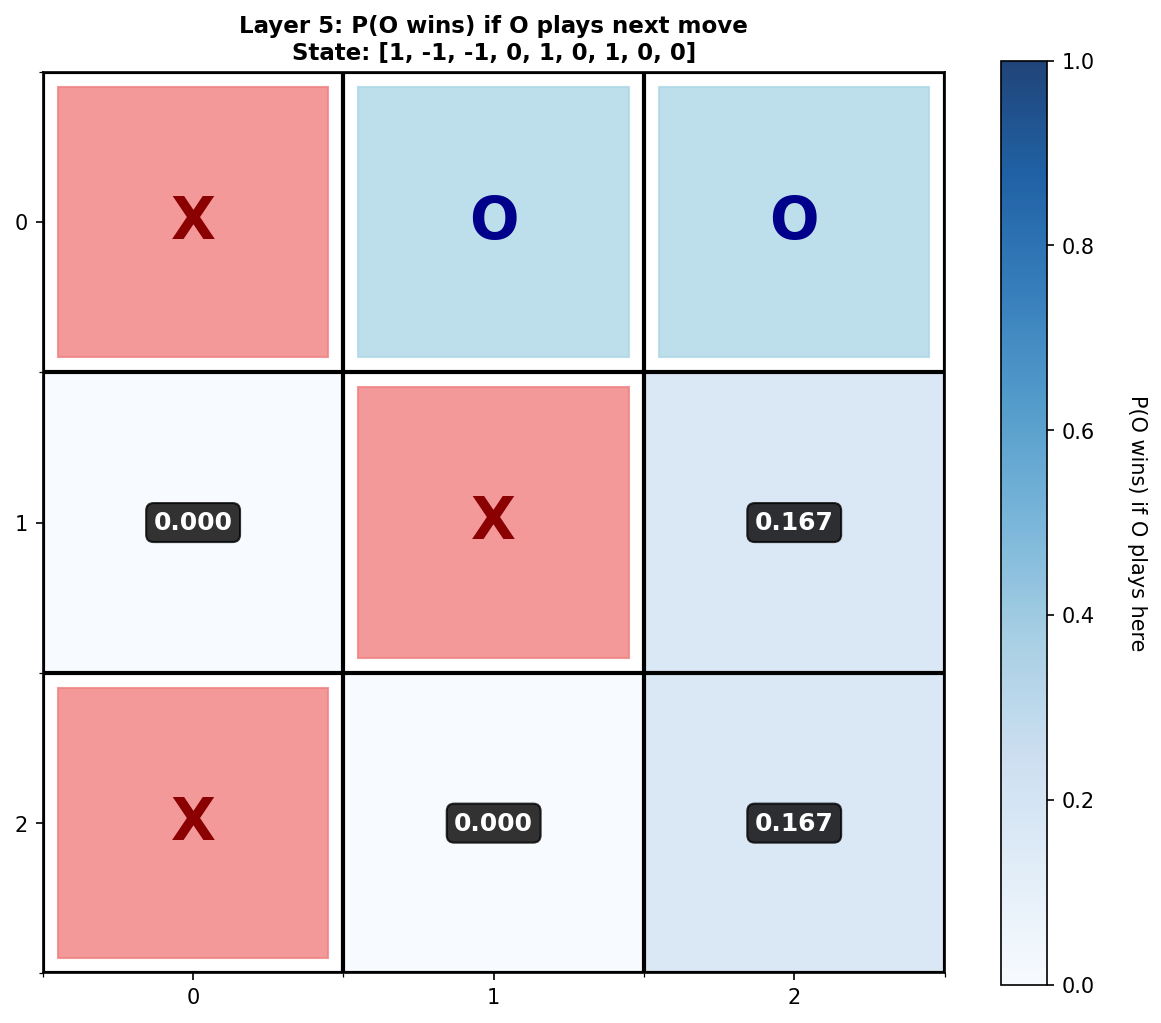 Layer 5: P(O wins) if O plays next move
State: [1, -1, -1, 0, 1, 0, 1, 0, 0]
0
X
O
O
1
0.000
X
0.167
2
X
0.000
0.167
0
1
2
1.0
0.8
0.6
0.4
0.2
0.0
P(O wins) if O plays here